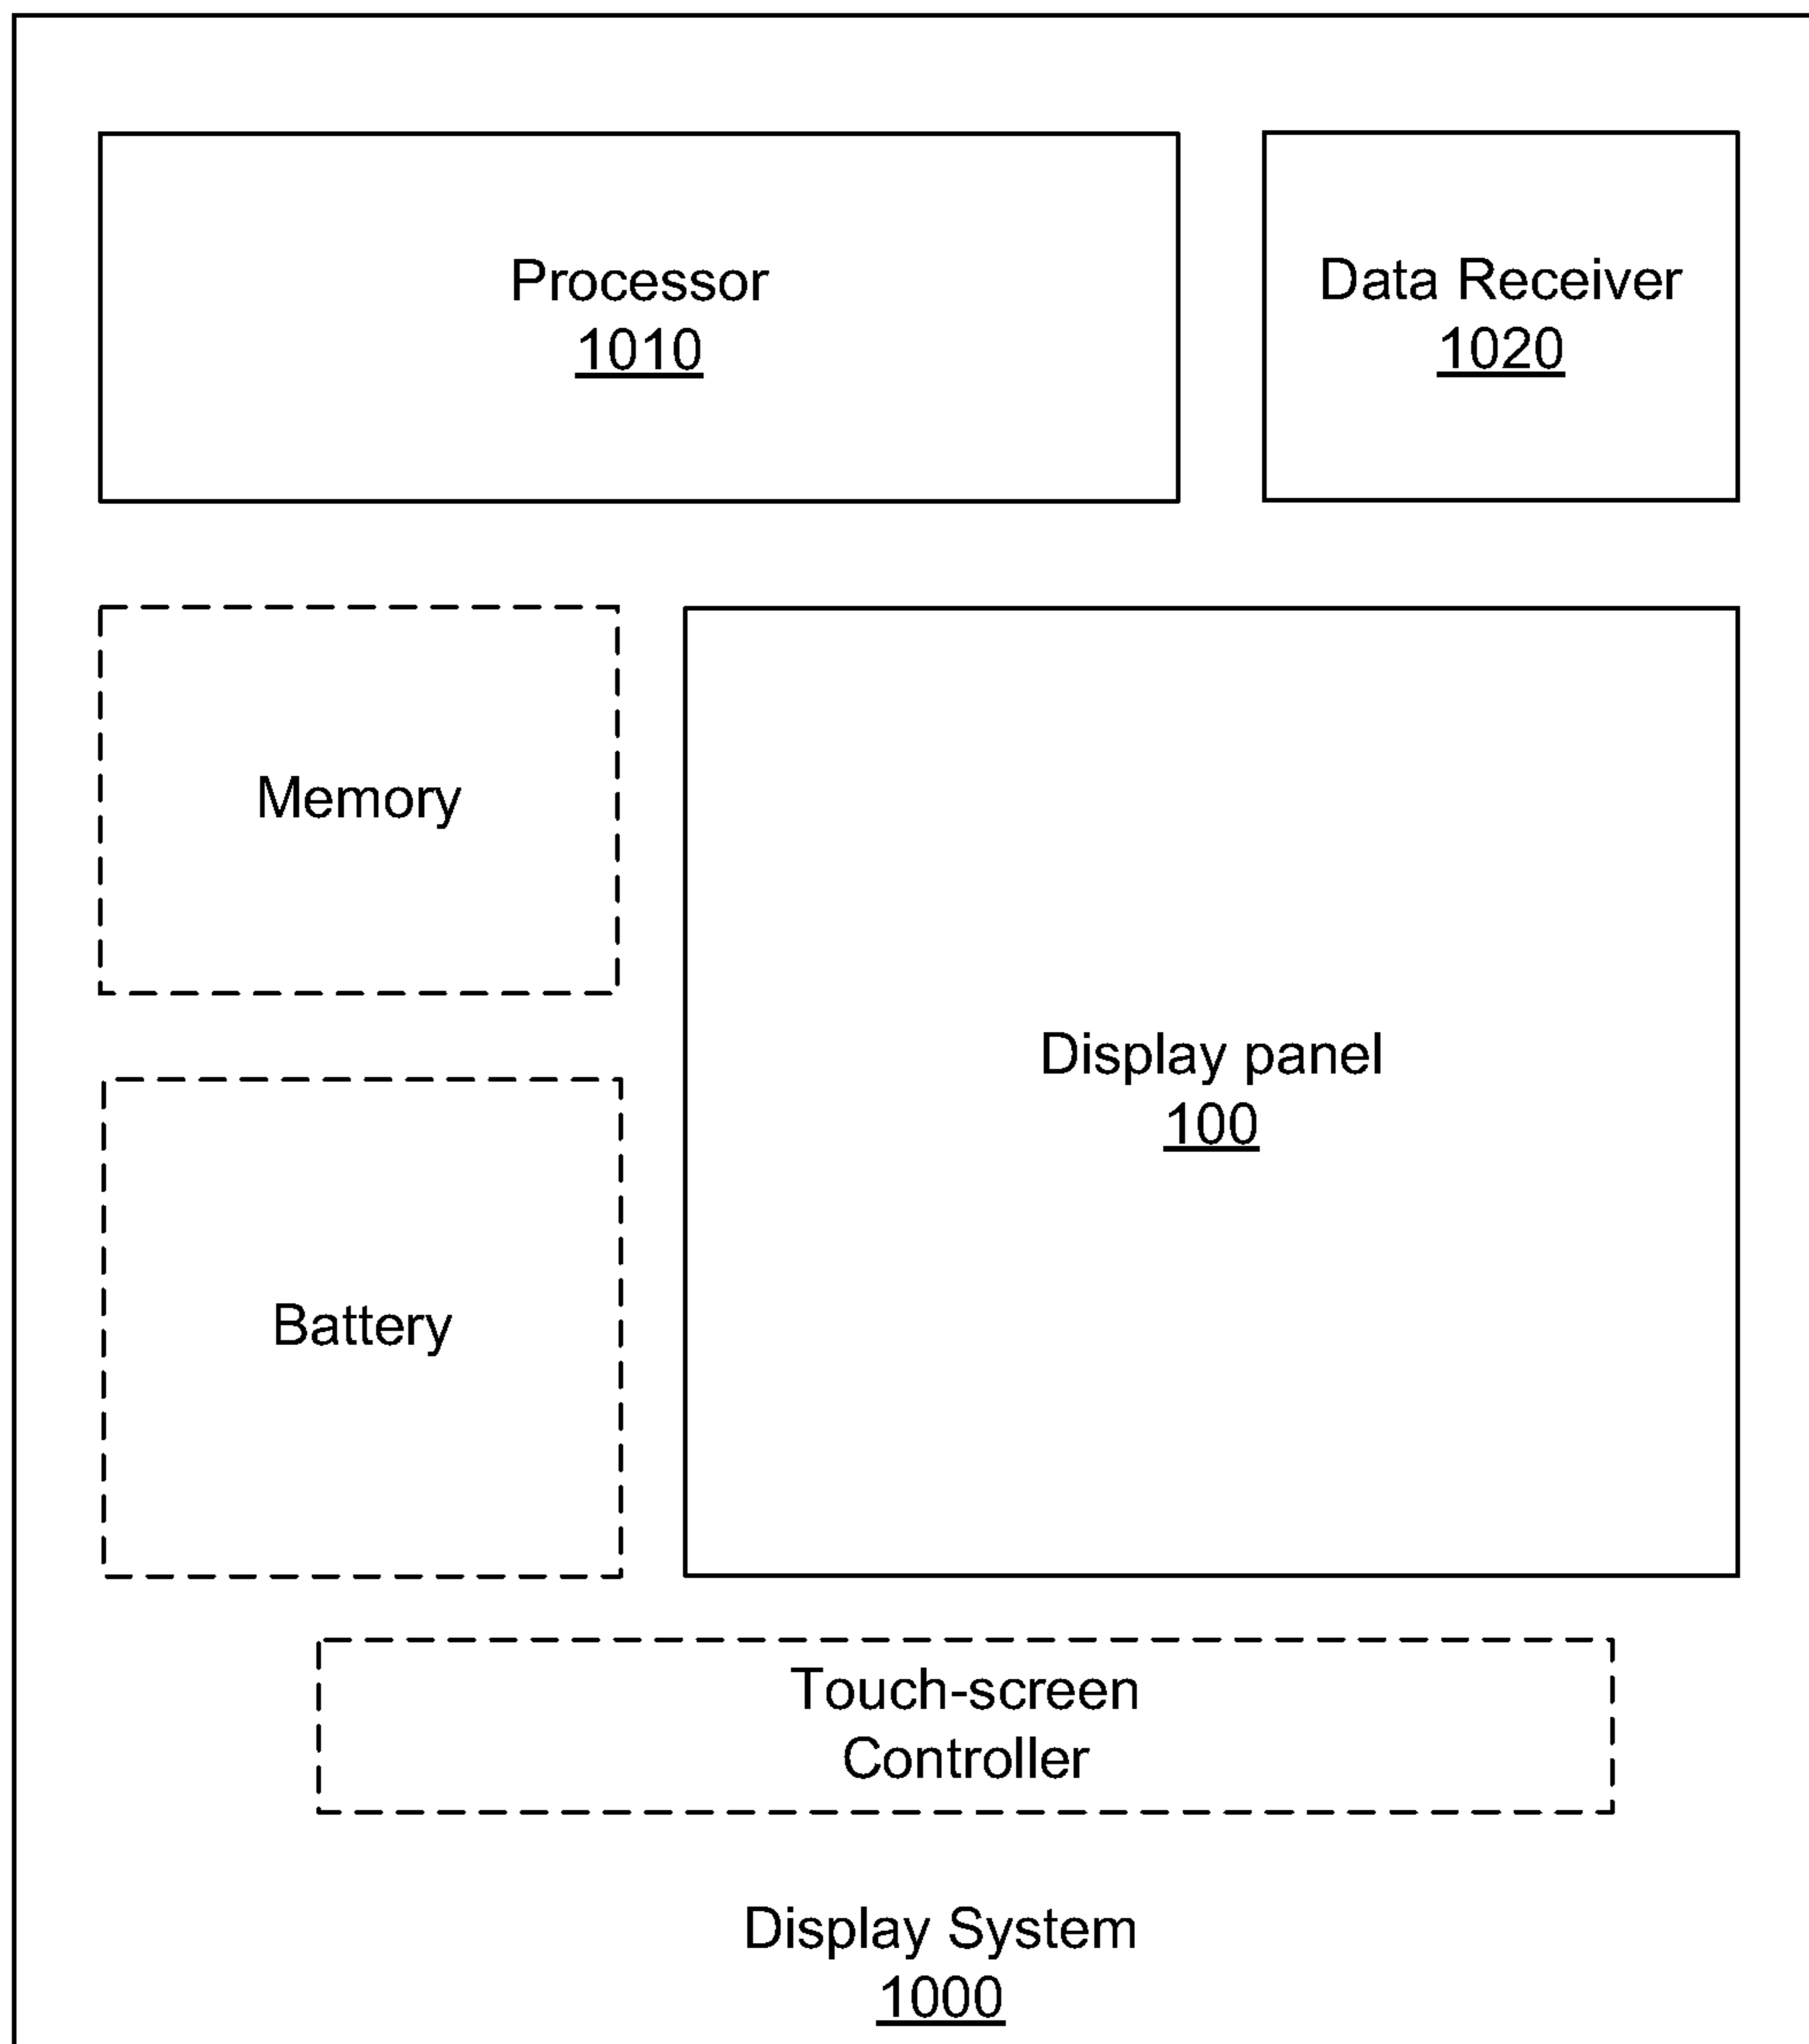 Processor
1010
Data Receiver
1020
Memory
Display panel
100
Battery
Touch-screen
Controller
Display System
1000